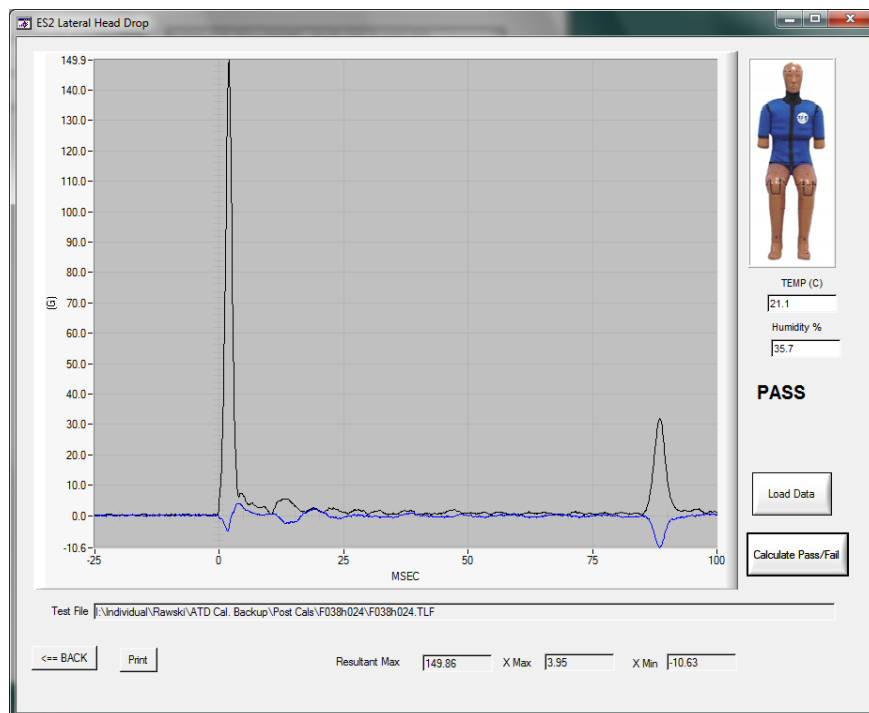 ES2 Lateral Head Drop
149.9
140.0
130.0
120.0
110.0
100.0
90.0
80.0
70.0
60.0
50.0
40.0
30.0
20.0
10.0
0.0
-10.6
(G)
-25
0
25
50
75
100
MSEC
TEMP (C)
21.1
Humidity %
35.7
PASS
Load Data
Calculate Pass/Fail
Test File I:\Individual\Rawski\ATD Cal. Backup\Post Cals\F038h024\F038h024.TLF
<== BACK
Print
Resultant Max 149.86 X Max 3.95 X Min -10.63